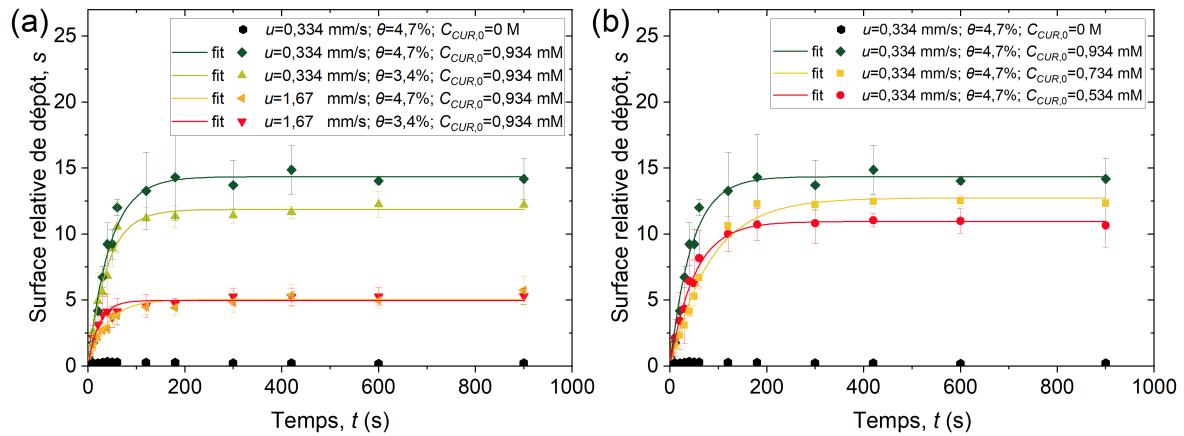 (a)
u=0,334 mm/s; θ=4,7%; C_CUR,0=0 M
fit u=0,334 mm/s; θ=4,7%; C_CUR,0=0,934 mM
fit u=0,334 mm/s; θ=3,4%; C_CUR,0=0,934 mM
fit u=1,67 mm/s; θ=4,7%; C_CUR,0=0,934 mM
fit u=1,67 mm/s; θ=3,4%; C_CUR,0=0,934 mM
Surface relative de dépôt, s
25
20
15
10
5
0
0 200 400 600 800 1000
Temps, t (s)
(b)
u=0,334 mm/s; θ=4,7%; C_CUR,0=0 M
fit u=0,334 mm/s; θ=4,7%; C_CUR,0=0,934 mM
fit u=0,334 mm/s; θ=4,7%; C_CUR,0=0,734 mM
fit u=0,334 mm/s; θ=4,7%; C_CUR,0=0,534 mM
Surface relative de dépôt, s
25
20
15
10
5
0
0 200 400 600 800 1000
Temps, t (s)